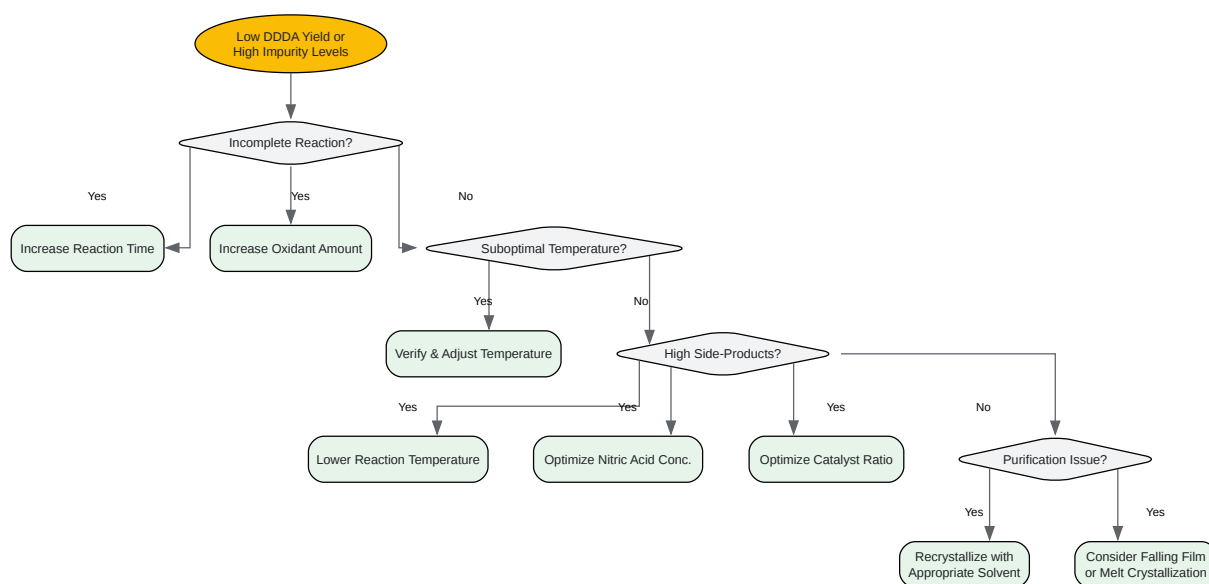 Low DDDA Yield or
High Impurity Levels
Incomplete Reaction?
Yes
Yes
No
Increase Reaction Time
Increase Oxidant Amount
Suboptimal Temperature?
Yes
No
Verify & Adjust Temperature
High Side-Products?
Yes
Yes
Yes
No
Lower Reaction Temperature
Optimize Nitric Acid Conc.
Optimize Catalyst Ratio
Purification Issue?
Yes
Yes
Recrystallize with
Appropriate Solvent
Consider Falling Film
or Melt Crystallization